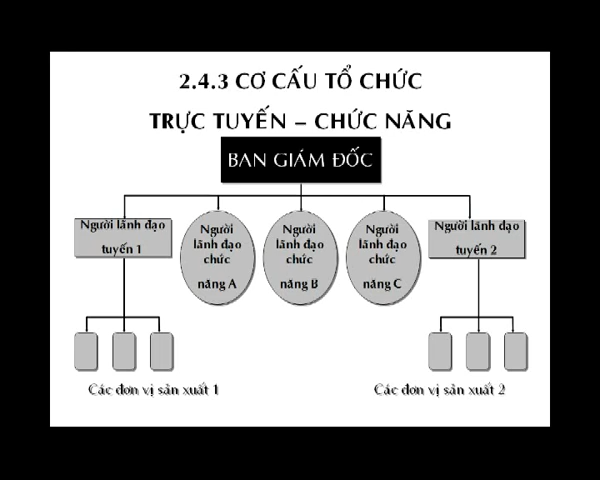 2.4.3 CƠ CẤU TỔ CHỨC
TRỰC TUYẾN – CHỨC NĂNG
BAN GIÁM ĐỐC
Người lãnh đạo
tuyến 1
Người
lãnh đạo
chức
năng A
Người
lãnh đạo
chức
năng B
Người
lãnh đạo
chức
năng C
Người lãnh đạo
tuyến 2
Các đơn vị sản xuất 1
Các đơn vị sản xuất 2